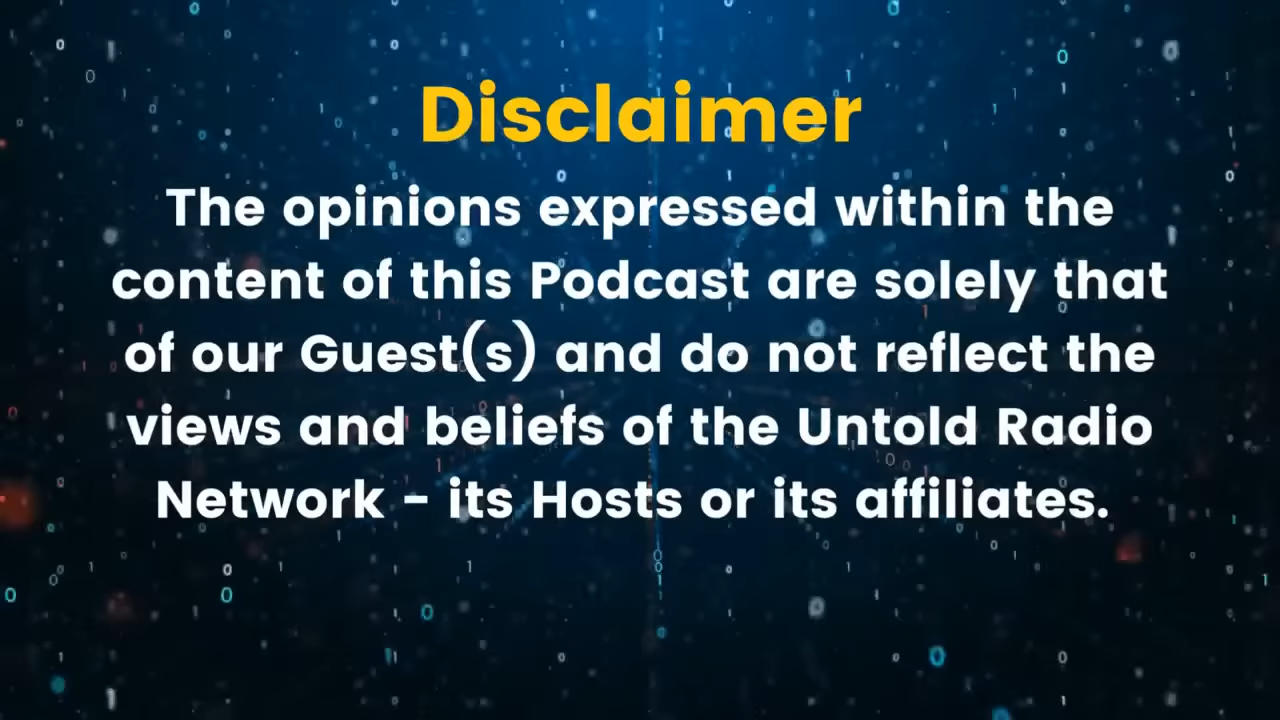 Disclaimer
The opinions expressed within the
content of this Podcast are solely that
of our Guest(s) and do not reflect the
views and beliefs of the Untold Radio
Network - its Hosts or its affiliates.